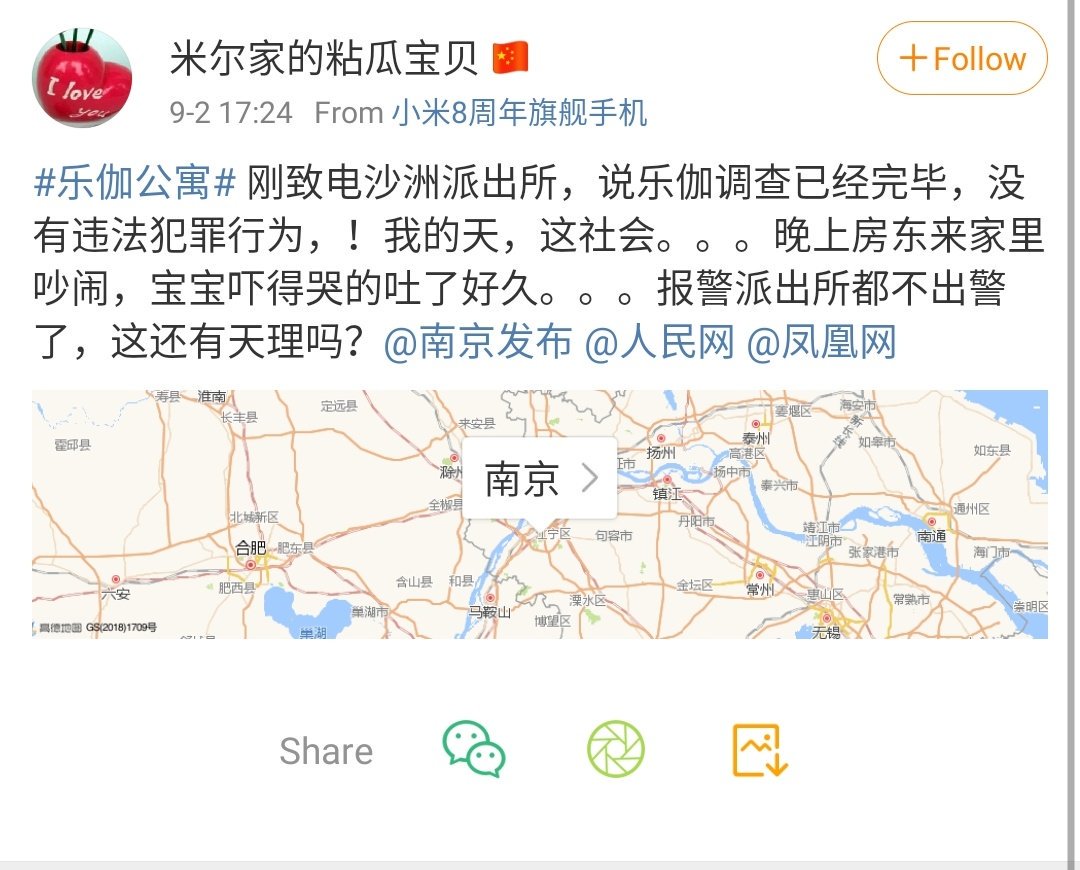 I love
you
米尔家的粘瓜宝贝
+Follow
9-2 17:24 From 小米8周年旗舰手机
#乐伽公寓# 刚致电沙洲派出所，说乐伽调查已经完毕，没
有违法犯罪行为，！我的天，这社会。。。晚上房东来家里
吵闹，宝宝吓得哭的吐了好久。。。报警派出所都不出警
了，这还有天理吗？@南京发布 @人民网 @凤凰网
寿县
淮南
定远县
长丰县
来安县
霍邱县
姜堰区
海安市
新长线
泰州
高港区
如皋市
如东县
扬州
扬中市
滁州
南京
镇江
泰兴市
全椒县
北城新区
江宁区
句容市
丹阳市
靖江市
江阴市
通州区
南通
合肥
肥东县
张家港市
海门市
六安
肥西县
含山县
和县
马鞍山
溧水区
金坛区
常州
惠山区
常熟市
崇明区
巢湖市
博望区
巢湖
无锡
高德地图 GS(2018)1709号
Share